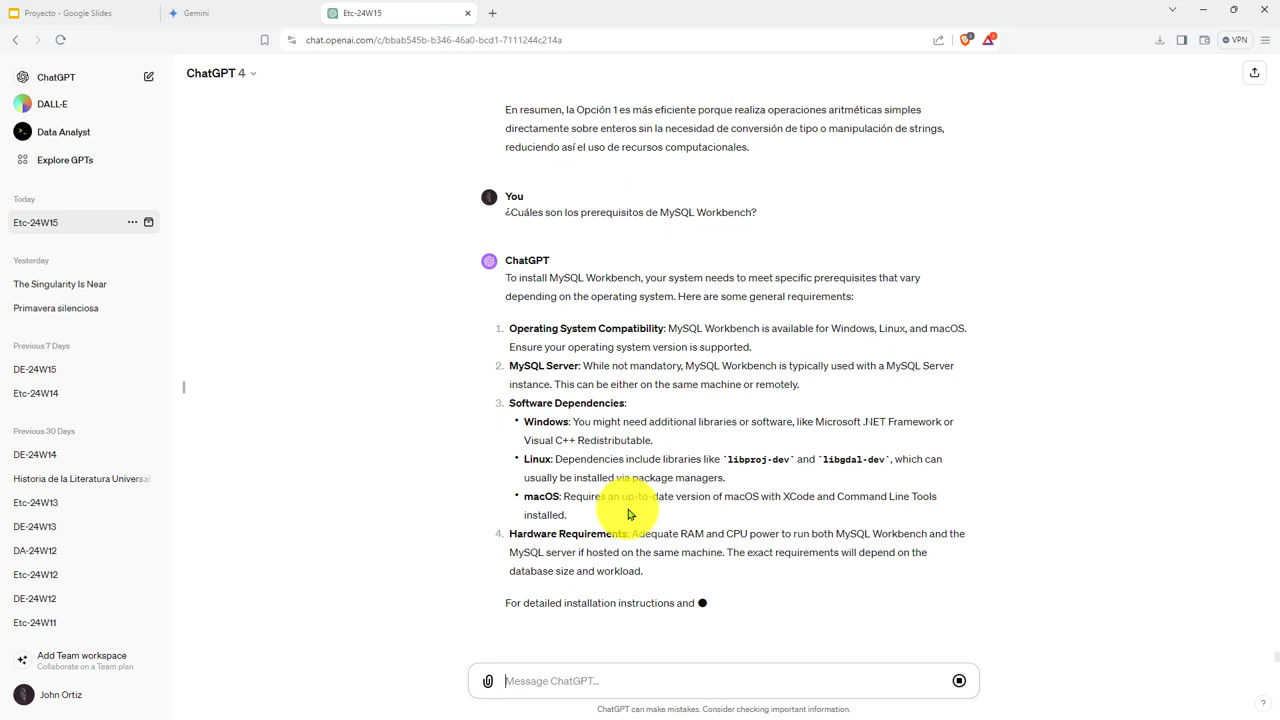 Proyecto - Google Slides
Gemini
Etc-24W15
chat.openai.com/c/bbab545b-b346-46a0-bcd1-7111244c214a
VPN
ChatGPT
DALL·E
Data Analyst
Explore GPTs
Today
Etc-24W15
Yesterday
The Singularity Is Near
Primavera silenciosa
Previous 7 Days
DE-24W15
Etc-24W14
Previous 30 Days
DE-24W14
Historia de la Literatura Universal
Etc-24W13
DE-24W13
DA-24W12
Etc-24W12
DE-24W12
Etc-24W11
Add Team workspace
Collaborate on a Team plan
John Ortiz
ChatGPT 4
En resumen, la Opción 1 es más eficiente porque realiza operaciones aritméticas simples
directamente sobre enteros sin la necesidad de conversión de tipo o manipulación de strings,
reduciendo así el uso de recursos computacionales.
You
¿Cuáles son los prerequisitos de MySQL Workbench?
ChatGPT
To install MySQL Workbench, your system needs to meet specific prerequisites that vary
depending on the operating system. Here are some general requirements:
1. Operating System Compatibility: MySQL Workbench is available for Windows, Linux, and macOS.
Ensure your operating system version is supported.
2. MySQL Server: While not mandatory, MySQL Workbench is typically used with a MySQL Server
instance. This can be either on the same machine or remotely.
3. Software Dependencies:
• Windows: You might need additional libraries or software, like Microsoft .NET Framework or
Visual C++ Redistributable.
• Linux: Dependencies include libraries like `libproj-dev` and `libgdal-dev`, which can
usually be installed via package managers.
• macOS: Requires an up-to-date version of macOS with XCode and Command Line Tools
installed.
4. Hardware Requirements: Adequate RAM and CPU power to run both MySQL Workbench and the
MySQL server if hosted on the same machine. The exact requirements will depend on the
database size and workload.
For detailed installation instructions and
Message ChatGPT...
ChatGPT can make mistakes. Consider checking important information.
?